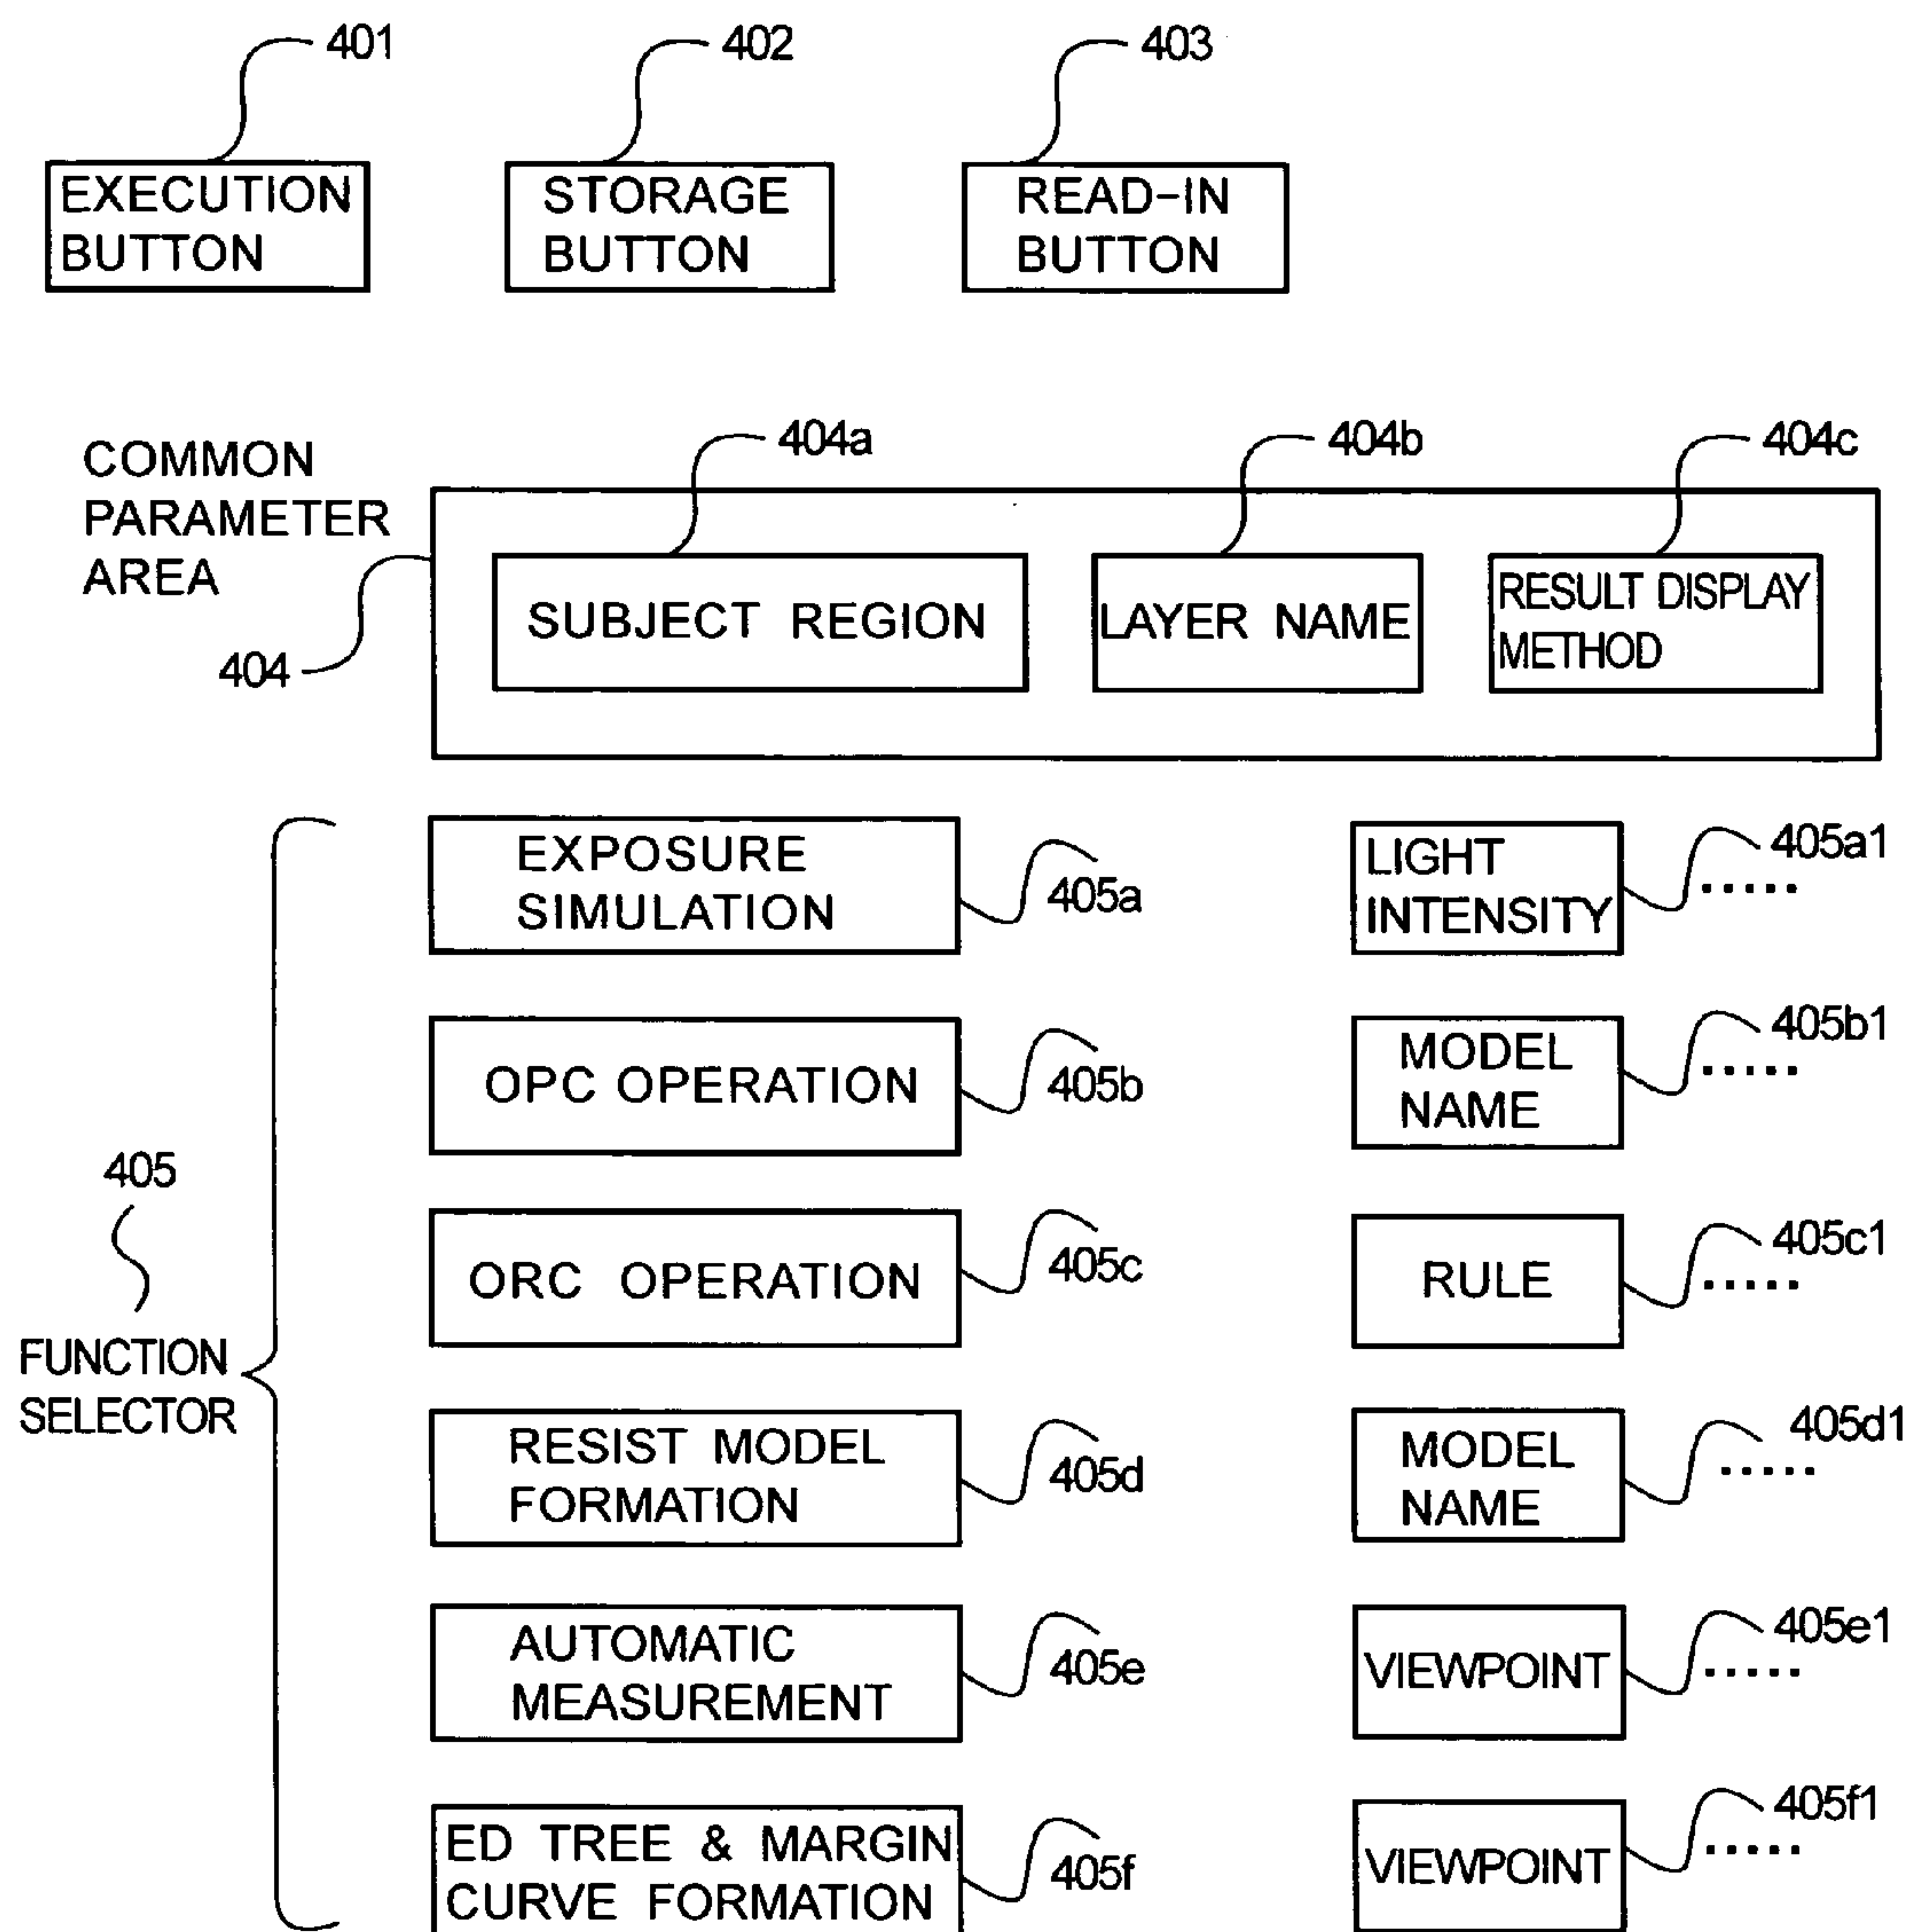 401
402
403
EXECUTION
BUTTON
STORAGE
BUTTON
READ-IN
BUTTON
COMMON
PARAMETER
AREA
404
404a
404b
404c
SUBJECT REGION
LAYER NAME
RESULT DISPLAY
METHOD
405
FUNCTION
SELECTOR
EXPOSURE
SIMULATION
405a
LIGHT
INTENSITY
405a1
.....
OPC OPERATION
405b
MODEL
NAME
405b1
.....
ORC OPERATION
405c
RULE
405c1
.....
RESIST MODEL
FORMATION
405d
MODEL
NAME
405d1
.....
AUTOMATIC
MEASUREMENT
405e
VIEWPOINT
405e1
.....
ED TREE & MARGIN
CURVE FORMATION
405f
VIEWPOINT
405f1
.....